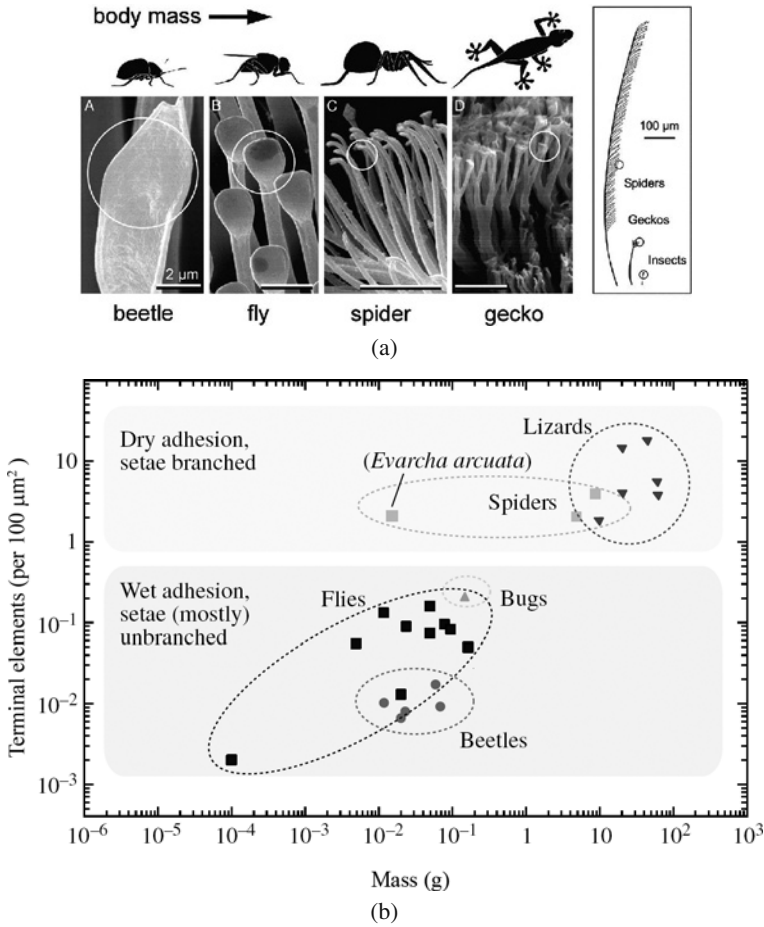 body mass
A
B
C
D
2 μm
beetle
fly
spider
gecko
100 μm
Spiders
Geckos
Insects
(a)
Terminal elements (per 100 μm²)
10
1
10⁻¹
10⁻²
10⁻³
Dry adhesion,
setae branched
(Evarcha arcuata)
Lizards
Spiders
Wet adhesion,
setae (mostly)
unbranched
Flies
Bugs
Beetles
10⁻⁶ 10⁻⁵ 10⁻⁴ 10⁻³ 10⁻² 10⁻¹ 1 10 10² 10³
Mass (g)
(b)